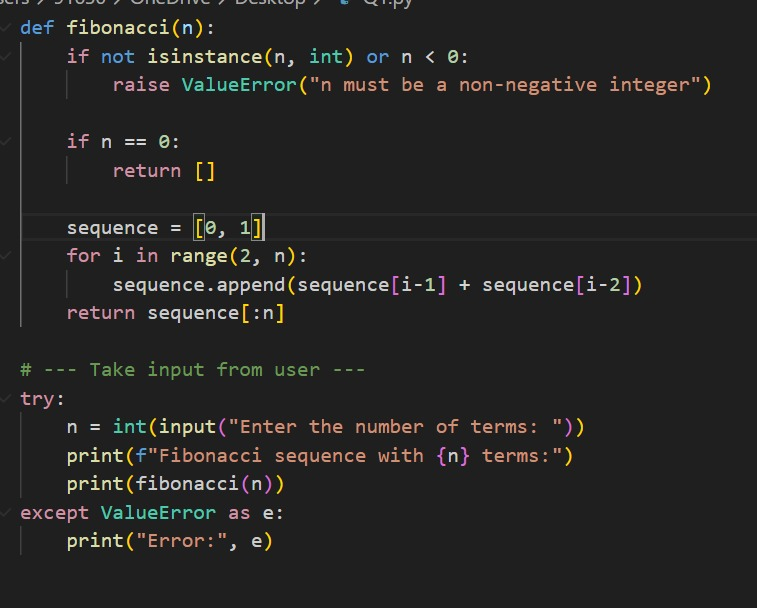 OneDrive > Desktop > Q1.py
def fibonacci(n):
    if not isinstance(n, int) or n < 0:
        raise ValueError("n must be a non-negative integer")

    if n == 0:
        return []

    sequence = [0, 1]
    for i in range(2, n):
        sequence.append(sequence[i-1] + sequence[i-2])
    return sequence[:n]

# --- Take input from user ---
try:
    n = int(input("Enter the number of terms: "))
    print(f"Fibonacci sequence with {n} terms:")
    print(fibonacci(n))
except ValueError as e:
    print("Error:", e)